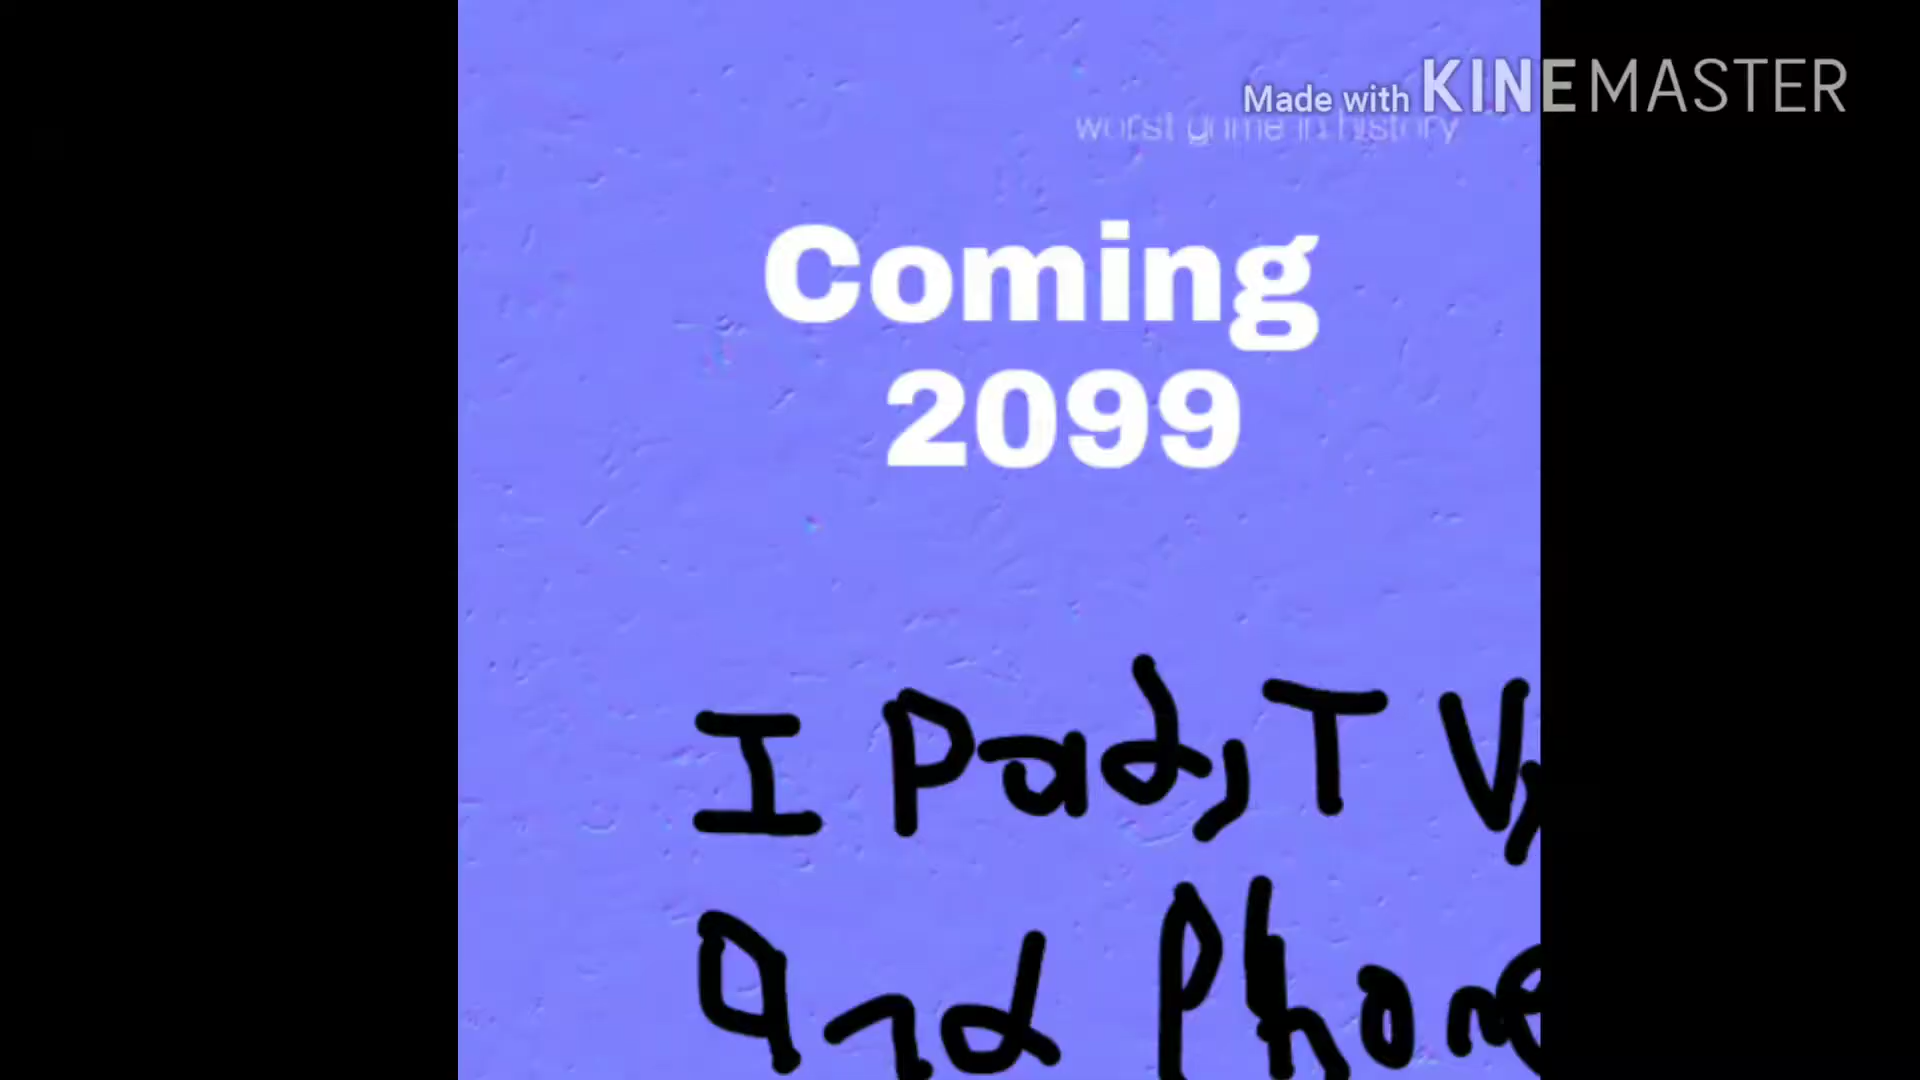 Made with KINEMASTER
worst game in history
Coming
2099
I Pad, T V,
And Phone